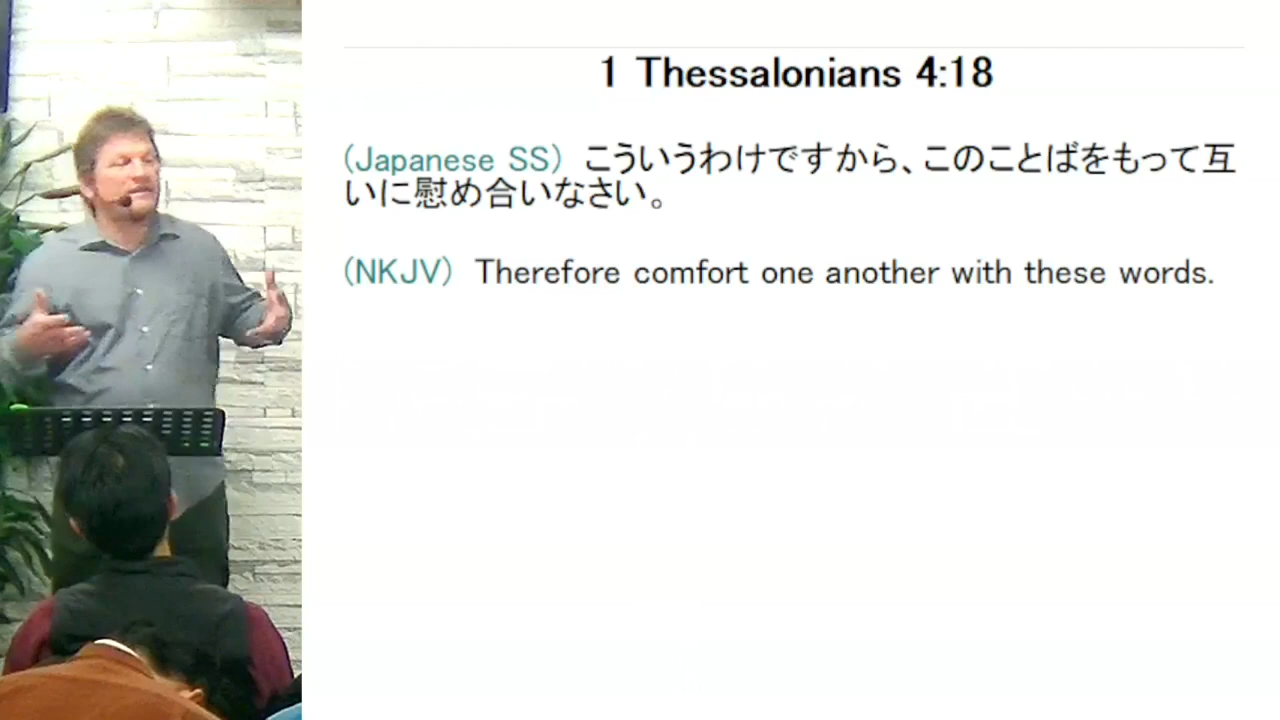 1 Thessalonians 4:18
(Japanese SS) こういうわけですから、このことばをもって互
いに慰め合いなさい。
(NKJV) Therefore comfort one another with these words.